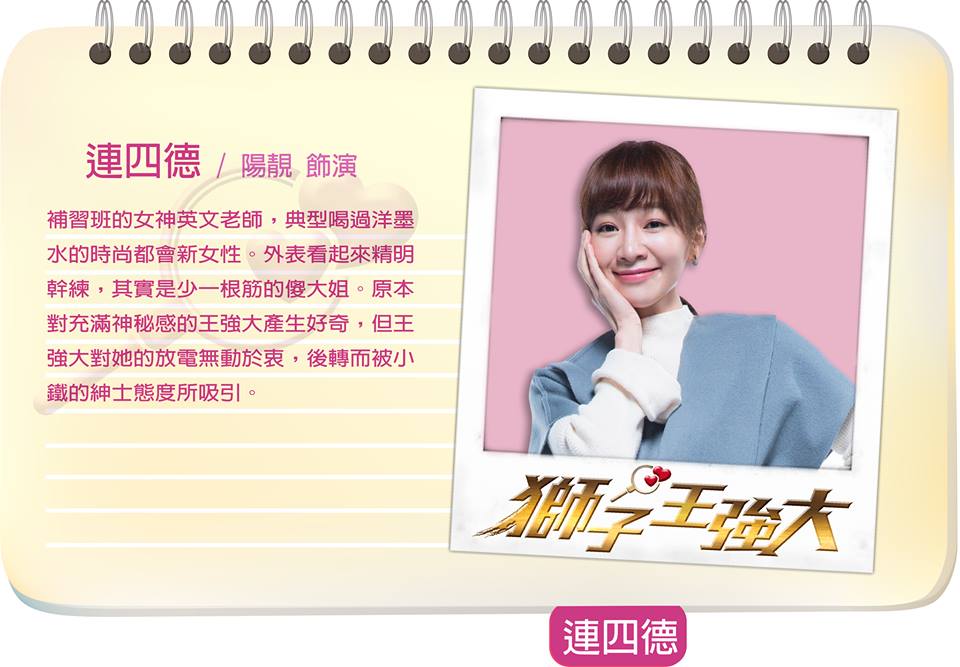 連四德 / 陽靚 飾演
補習班的女神英文老師，典型喝過洋墨
水的時尚都會新女性。外表看起來精明
幹練，其實是少一根筋的傻大姐。原本
對充滿神秘感的王強大產生好奇，但王
強大對她的放電無動於衷，後轉而被小
鐵的紳士態度所吸引。
獅子王強大
連四德